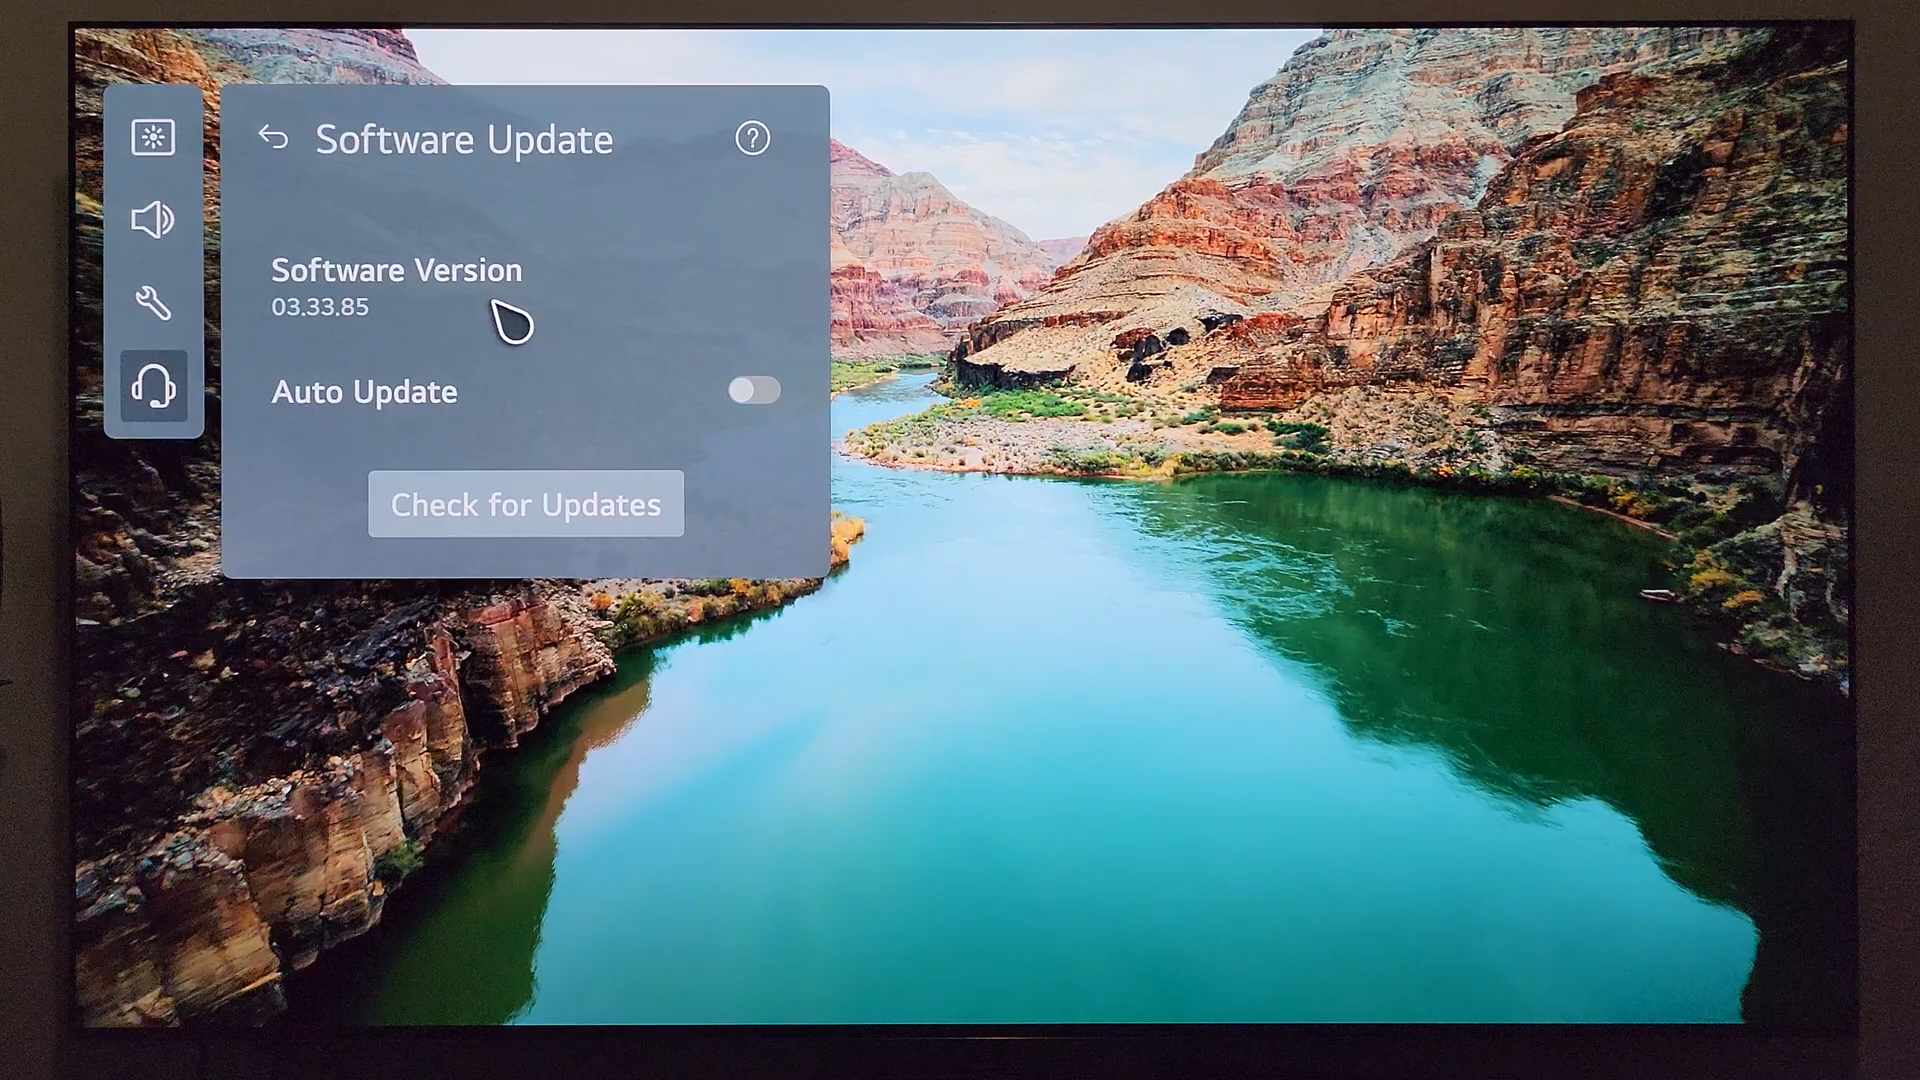 Software Update
Software Version
03.33.85
Auto Update
Check for Updates